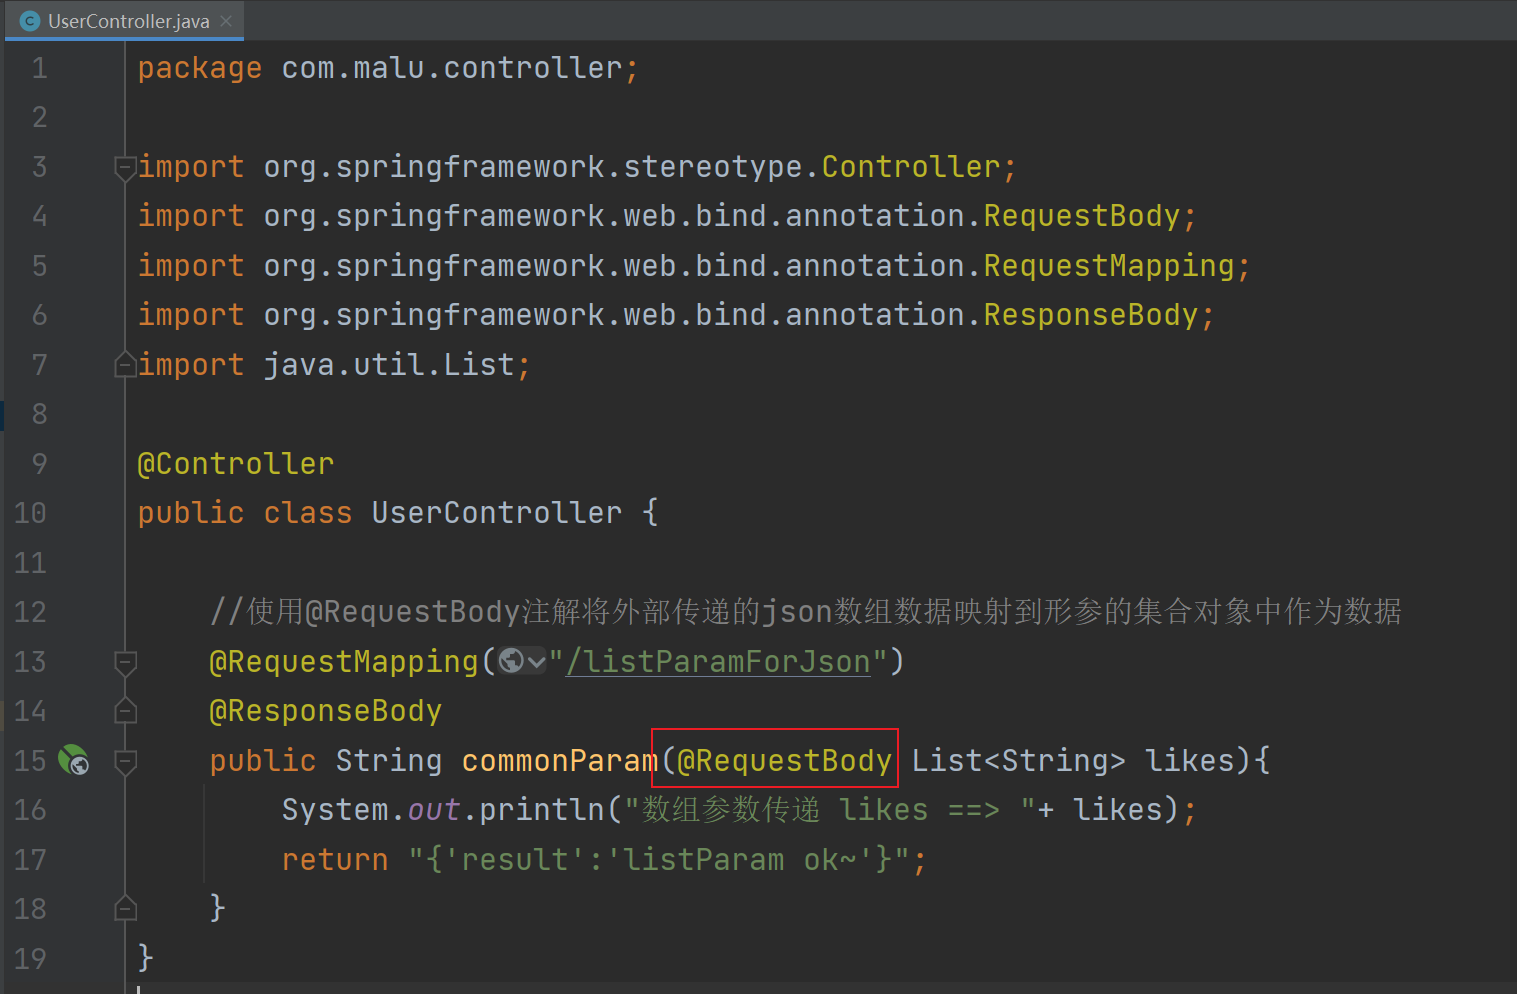 UserController.java
1 package com.malu.controller;
2
3 import org.springframework.stereotype.Controller;
4 import org.springframework.web.bind.annotation.RequestBody;
5 import org.springframework.web.bind.annotation.RequestMapping;
6 import org.springframework.web.bind.annotation.ResponseBody;
7 import java.util.List;
8
9 @Controller
10 public class UserController {
11
12 //使用@RequestBody注解将外部传递的json数组数据映射到形参的集合对象中作为数据
13 @RequestMapping("/listParamForJson")
14 @ResponseBody
15 public String commonParam(@RequestBody List<String> likes){
16 System.out.println("数组参数传递 likes ==> "+ likes);
17 return "{'result':'listParam ok~'}";
18 }
19 }